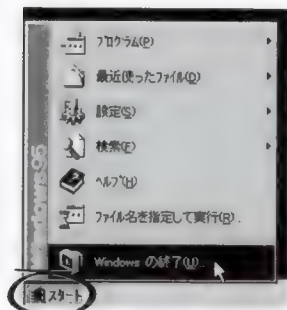 プログラム(P)
最近使ったファイル(D)
設定(S)
検索(F)
ヘルプ(H)
ファイル名を指定して実行(R)...
Windows の終了(U)...
Windows95
スタート